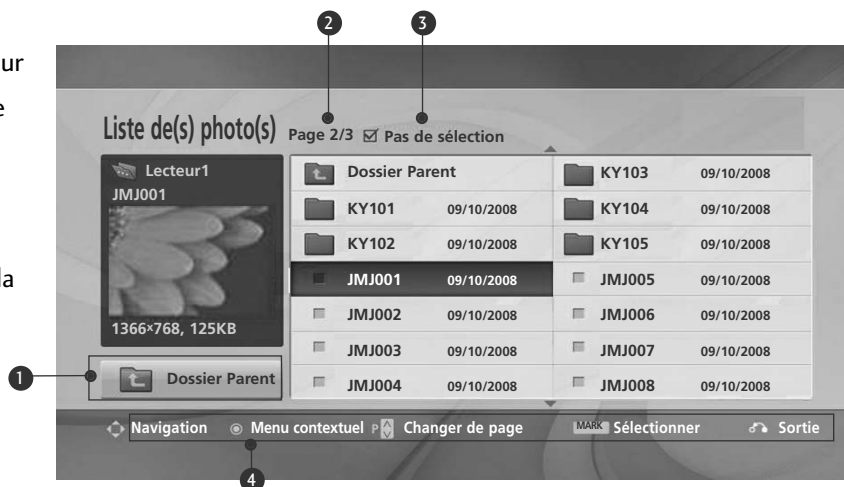 2 3
ur
e
la
Liste de(s) photo(s) Page 2/3 Pas de sélection
Lecteur1
JMJ001
1366×768, 125KB
1 Dossier Parent
Dossier Parent
KY101 09/10/2008
KY102 09/10/2008
JMJ001 09/10/2008
JMJ002 09/10/2008
JMJ003 09/10/2008
JMJ004 09/10/2008
KY103 09/10/2008
KY104 09/10/2008
KY105 09/10/2008
JMJ005 09/10/2008
JMJ006 09/10/2008
JMJ007 09/10/2008
JMJ008 09/10/2008
Navigation Menu contextuel P Changer de page MARK Sélectionner Sortie
4